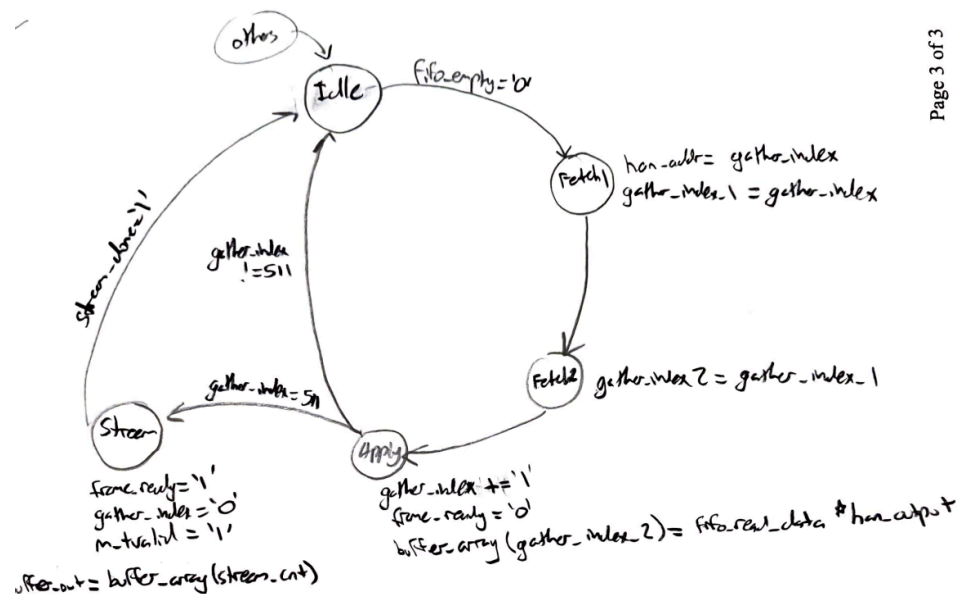 others
Idle
fifo_empty='0'
Page 3 of 3
Fetch1
han_addr= gather_index
gather_index_1 = gather_index
stream_done='1'
gather_index
!=511
Fetch2
gather_index2 = gather_index_1
gather_index=511
Stream
Apply
frame_ready='1'
gather_index='0'
m_tvalid='1'
uffer_out= buffer_array(stream_cnt)
gather_index +='1'
frame_ready='0'
buffer_array(gather_index_2)= fifo_read_data * han_output